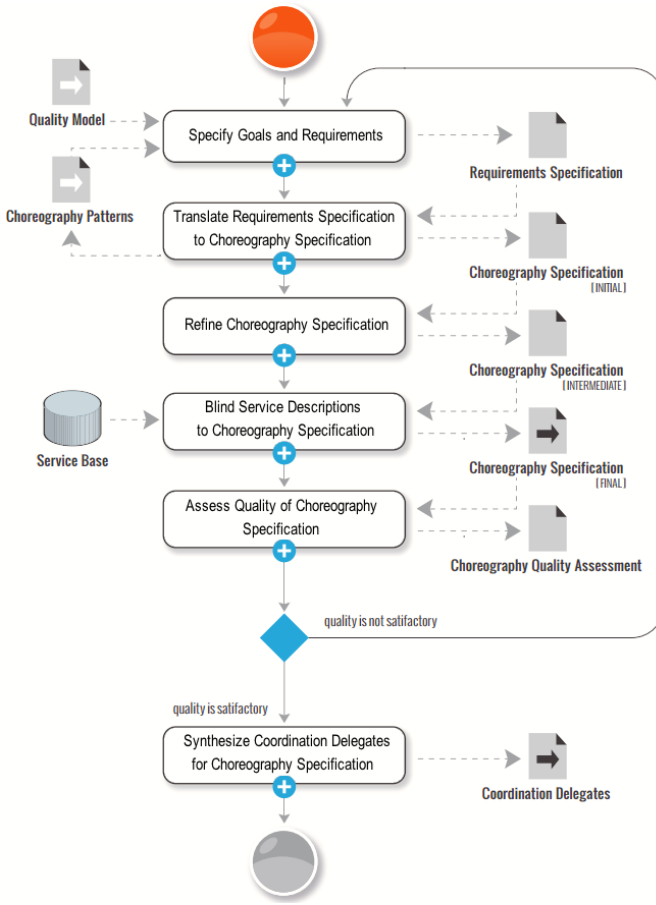 Quality Model
Specify Goals and Requirements
Requirements Specification
Choreography Patterns
Translate Requirements Specification
to Choreography Specification
Choreography Specification
[INITIAL]
Refine Choreography Specification
Choreography Specification
[INTERMEDIATE]
Blind Service Descriptions
to Choreography Specification
Service Base
Choreography Specification
[FINAL]
Assess Quality of Choreography
Specification
Choreography Quality Assessment
quality is not satifactory
quality is satifactory
Synthesize Coordination Delegates
for Choreography Specification
Coordination Delegates